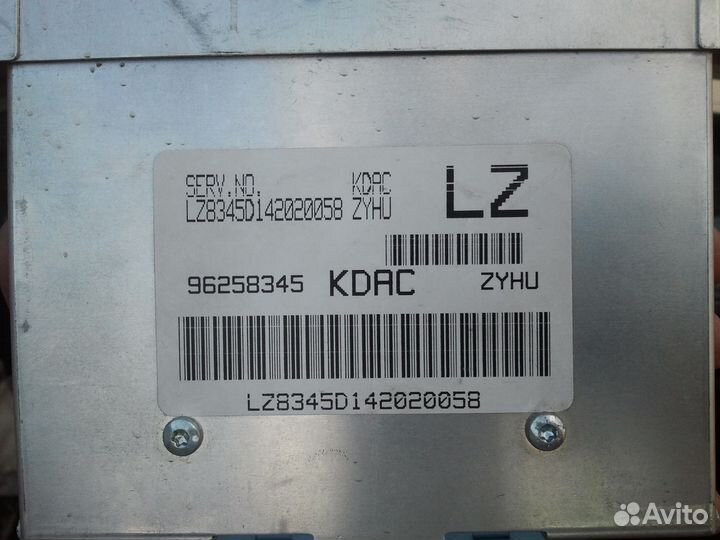 SERV.NO. KDAC LZ
LZ8345D142020058 ZYHU
96258345 KDAC ZYHU
LZ8345D142020058
Avito